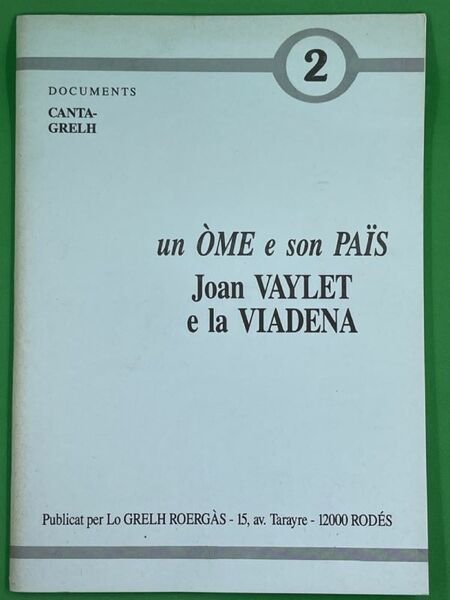 2
DOCUMENTS
CANTA-
GRELH
un ÒME e son PAÏS
Joan VAYLET
e la VIADENA
Publicat per Lo GRELH ROERGÀS - 15, av. Tarayre - 12000 RODÉS